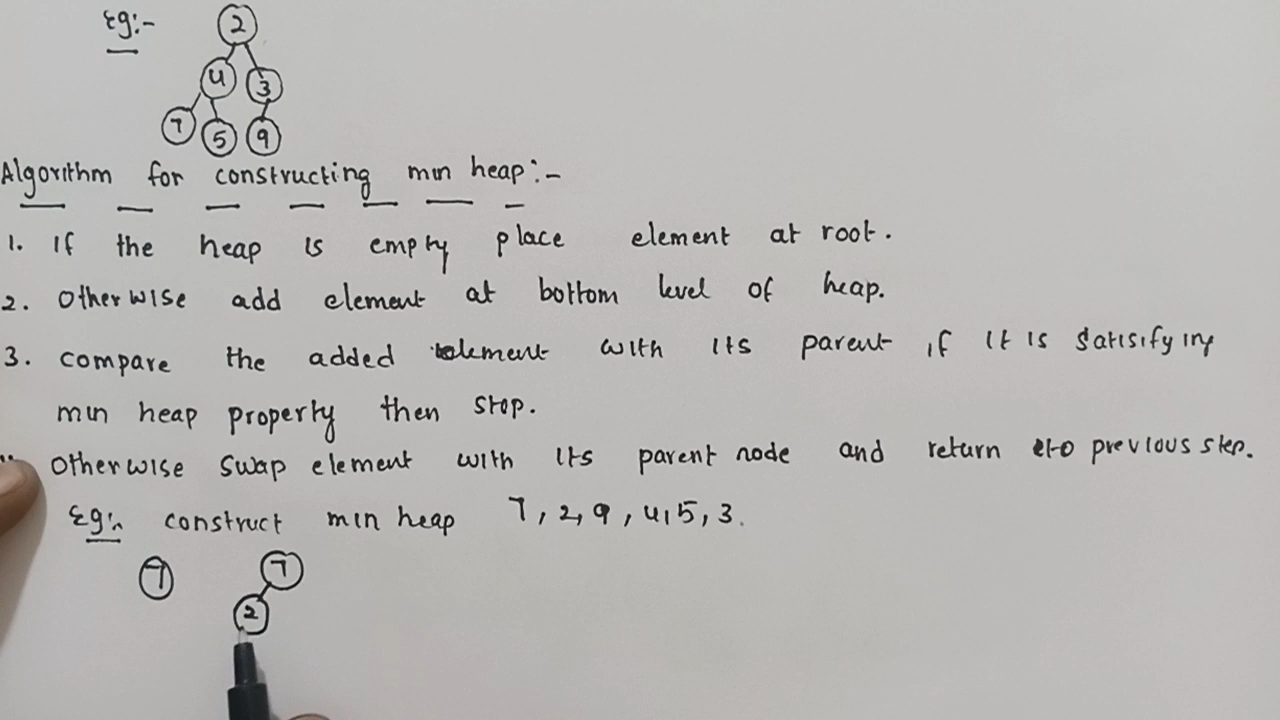 Eg:-
2
4 3
7 5 9
Algorithm for constructing min heap:-
1. If the heap is empty place element at root.
2. Otherwise add element at bottom level of heap.
3. compare the added element with its parent if it is satisifying
min heap property then stop.
Otherwise swap element with its parent node and return to previous step.
Eg:- construct min heap 7, 2, 9, 4, 5, 3.
7 7
2